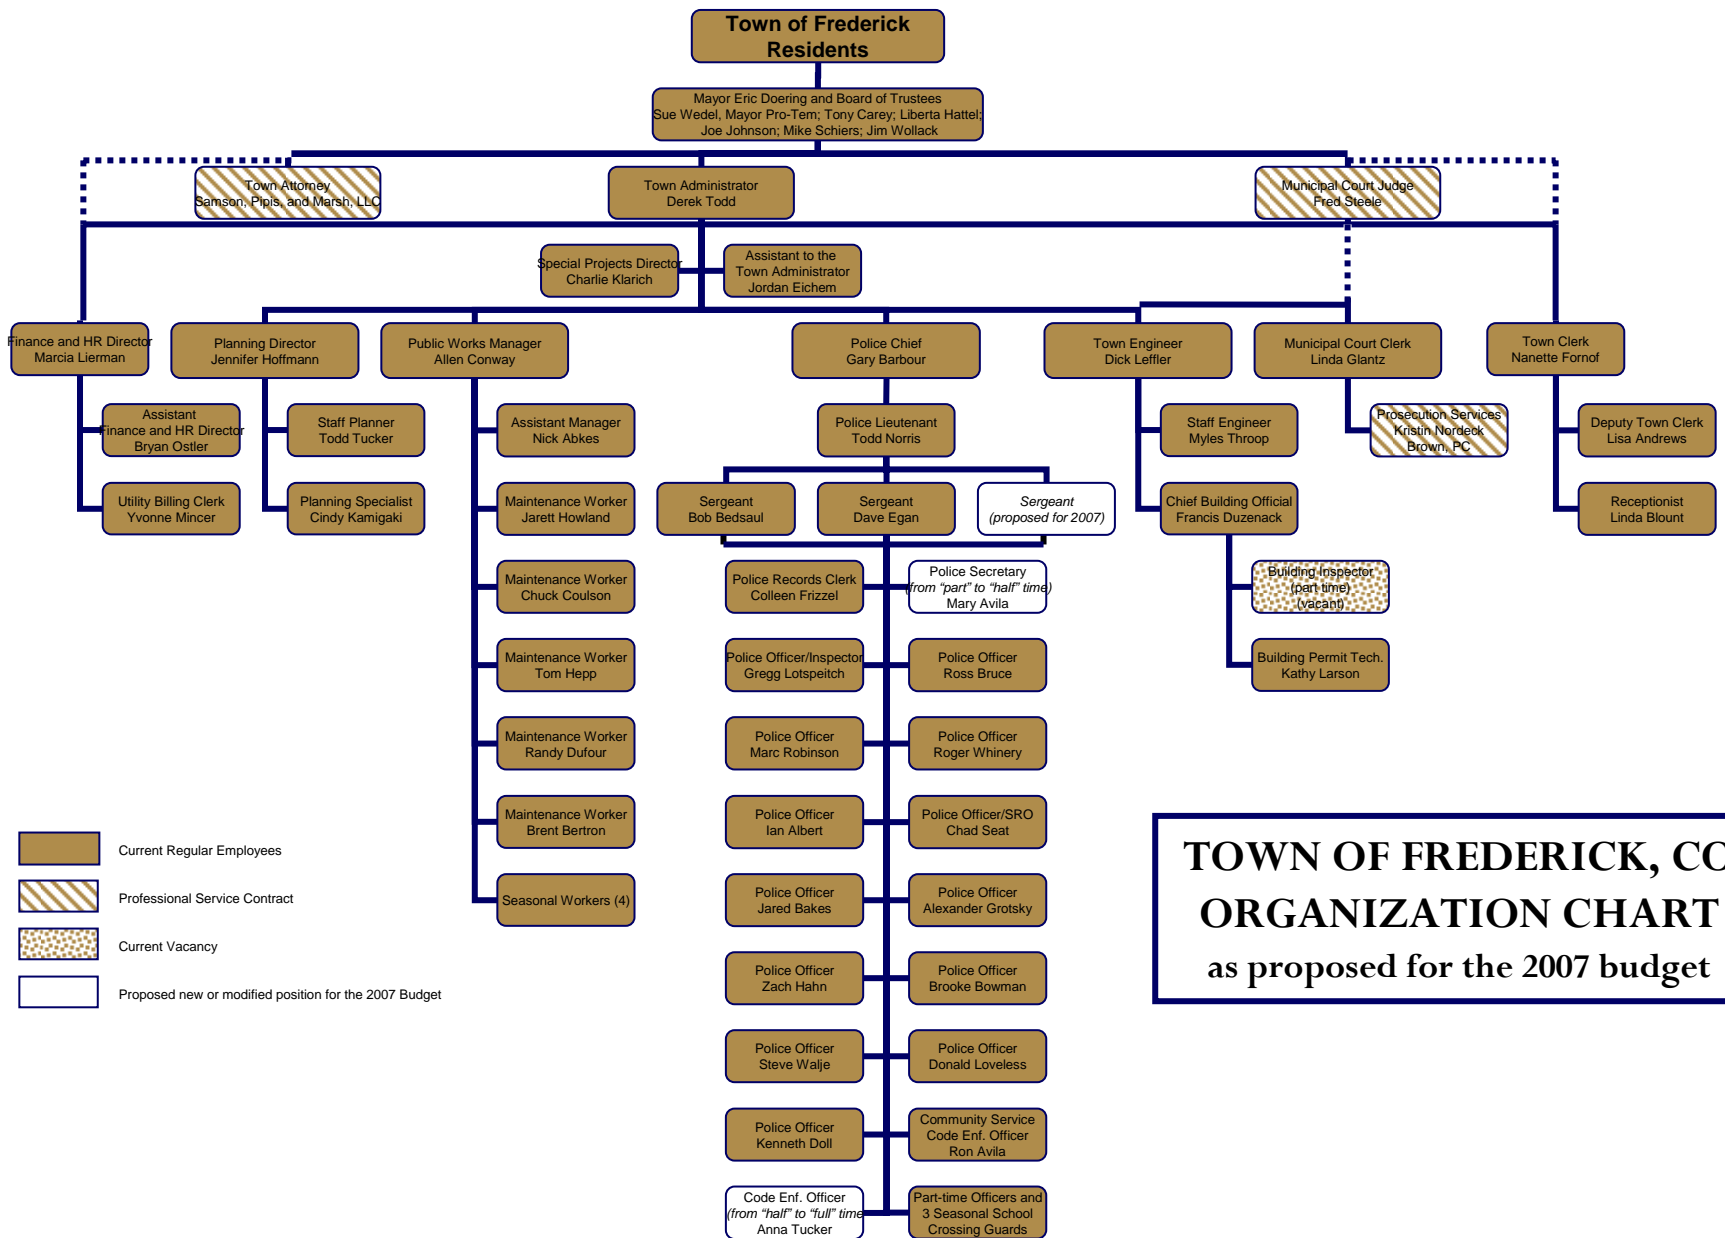 Town of Frederick
Residents
Mayor Eric Doering and Board of Trustees
Sue Wedel, Mayor Pro-Tem; Tony Carey; Liberta Hattel;
Joe Johnson; Mike Schiers; Jim Wollack
Town Attorney
Samson, Pipis, and Marsh, LLC
Town Administrator
Derek Todd
Municipal Court Judge
Fred Steele
Special Projects Director
Charlie Klarich
Assistant to the
Town Administrator
Jordan Eichem
Finance and HR Director
Marcia Lierman
Planning Director
Jennifer Hoffmann
Public Works Manager
Allen Conway
Police Chief
Gary Barbour
Town Engineer
Dick Leffler
Municipal Court Clerk
Linda Glantz
Town Clerk
Nanette Fornof
Assistant
Finance and HR Director
Bryan Ostler
Staff Planner
Todd Tucker
Assistant Manager
Nick Abkes
Police Lieutenant
Todd Norris
Staff Engineer
Myles Throop
Prosecution Services
Kristin Nordeck
Brown, PC
Deputy Town Clerk
Lisa Andrews
Utility Billing Clerk
Yvonne Mincer
Planning Specialist
Cindy Kamigaki
Maintenance Worker
Jarett Howland
Sergeant
Bob Bedsaul
Sergeant
Dave Egan
Sergeant
(proposed for 2007)
Chief Building Official
Francis Duzenack
Receptionist
Linda Blount
Maintenance Worker
Chuck Coulson
Police Records Clerk
Colleen Frizzel
Police Secretary
(from “part” to “half” time)
Mary Avila
Building Inspector
(part time)
(vacant)
Maintenance Worker
Tom Hepp
Police Officer/Inspector
Gregg Lotspeitch
Police Officer
Ross Bruce
Building Permit Tech.
Kathy Larson
Maintenance Worker
Randy Dufour
Police Officer
Marc Robinson
Police Officer
Roger Whinery
Maintenance Worker
Brent Bertron
Police Officer
Ian Albert
Police Officer/SRO
Chad Seat
Seasonal Workers (4)
Police Officer
Jared Bakes
Police Officer
Alexander Grotsky
Police Officer
Zach Hahn
Police Officer
Brooke Bowman
Police Officer
Steve Walje
Police Officer
Donald Loveless
Police Officer
Kenneth Doll
Community Service
Code Enf. Officer
Ron Avila
Code Enf. Officer
(from “half” to “full” time
Anna Tucker
Part-time Officers and
3 Seasonal School
Crossing Guards
Current Regular Employees
Professional Service Contract
Current Vacancy
Proposed new or modified position for the 2007 Budget
TOWN OF FREDERICK, CO
ORGANIZATION CHART
as proposed for the 2007 budget